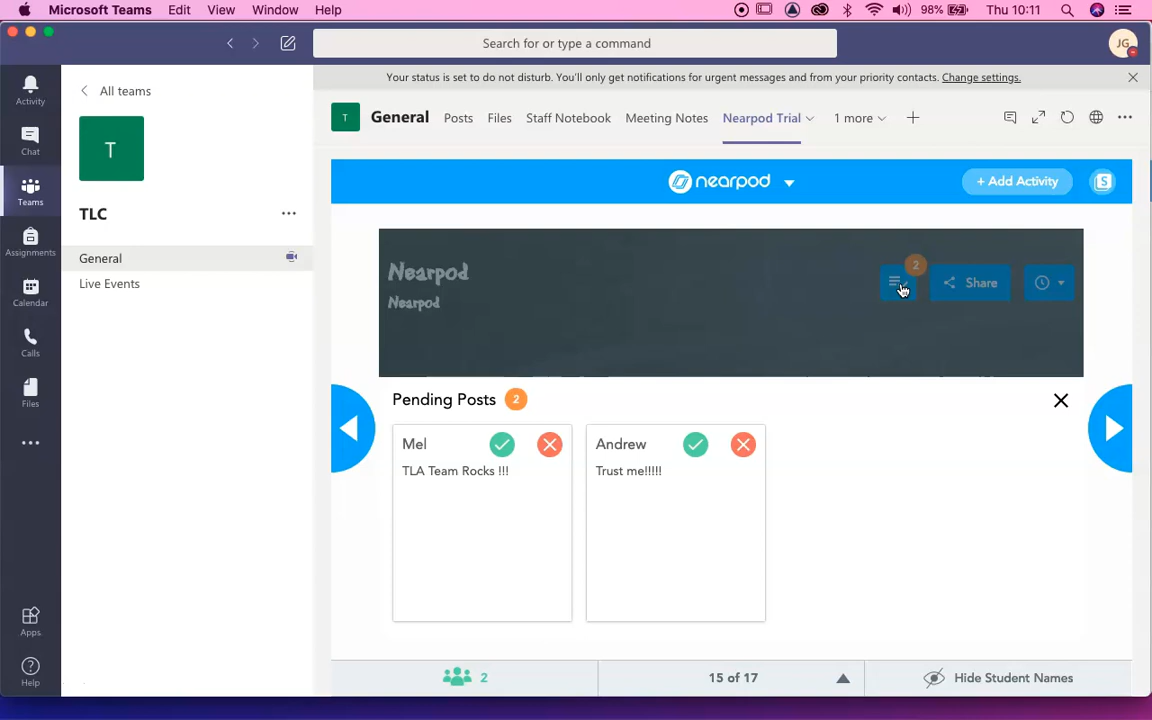 Microsoft Teams Edit View Window Help 98% Thu 10:11
Search for or type a command
JG
Your status is set to do not disturb. You'll only get notifications for urgent messages and from your priority contacts. Change settings.
Activity
Chat
Teams
Assignments
Calendar
Calls
Files
Apps
Help
All teams
T
TLC
General
Live Events
T General Posts Files Staff Notebook Meeting Notes Nearpod Trial 1 more
nearpod
+ Add Activity
S
Nearpod
Nearpod
2
Share
Pending Posts 2
Mel
TLA Team Rocks !!!
Andrew
Trust me!!!!!
2
15 of 17
Hide Student Names